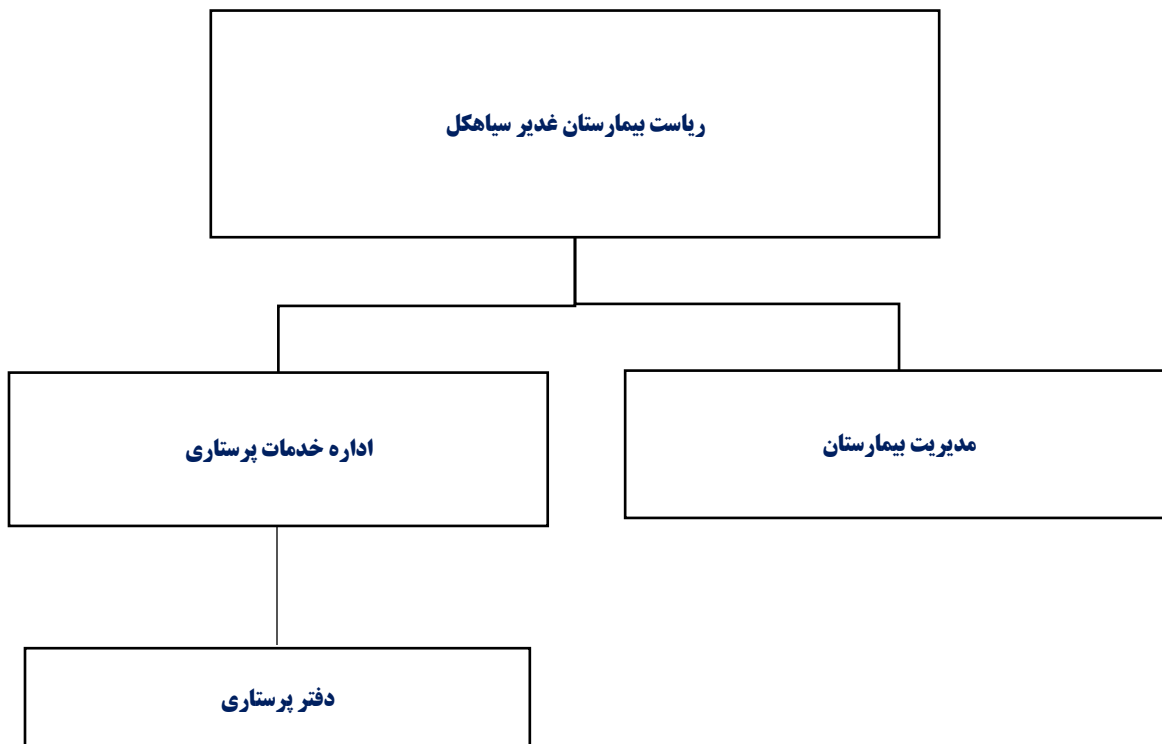 ریاست بیمارستان غدیر سیاهکل
مدیریت بیمارستان
اداره خدمات پرستاری
دفتر پرستاری